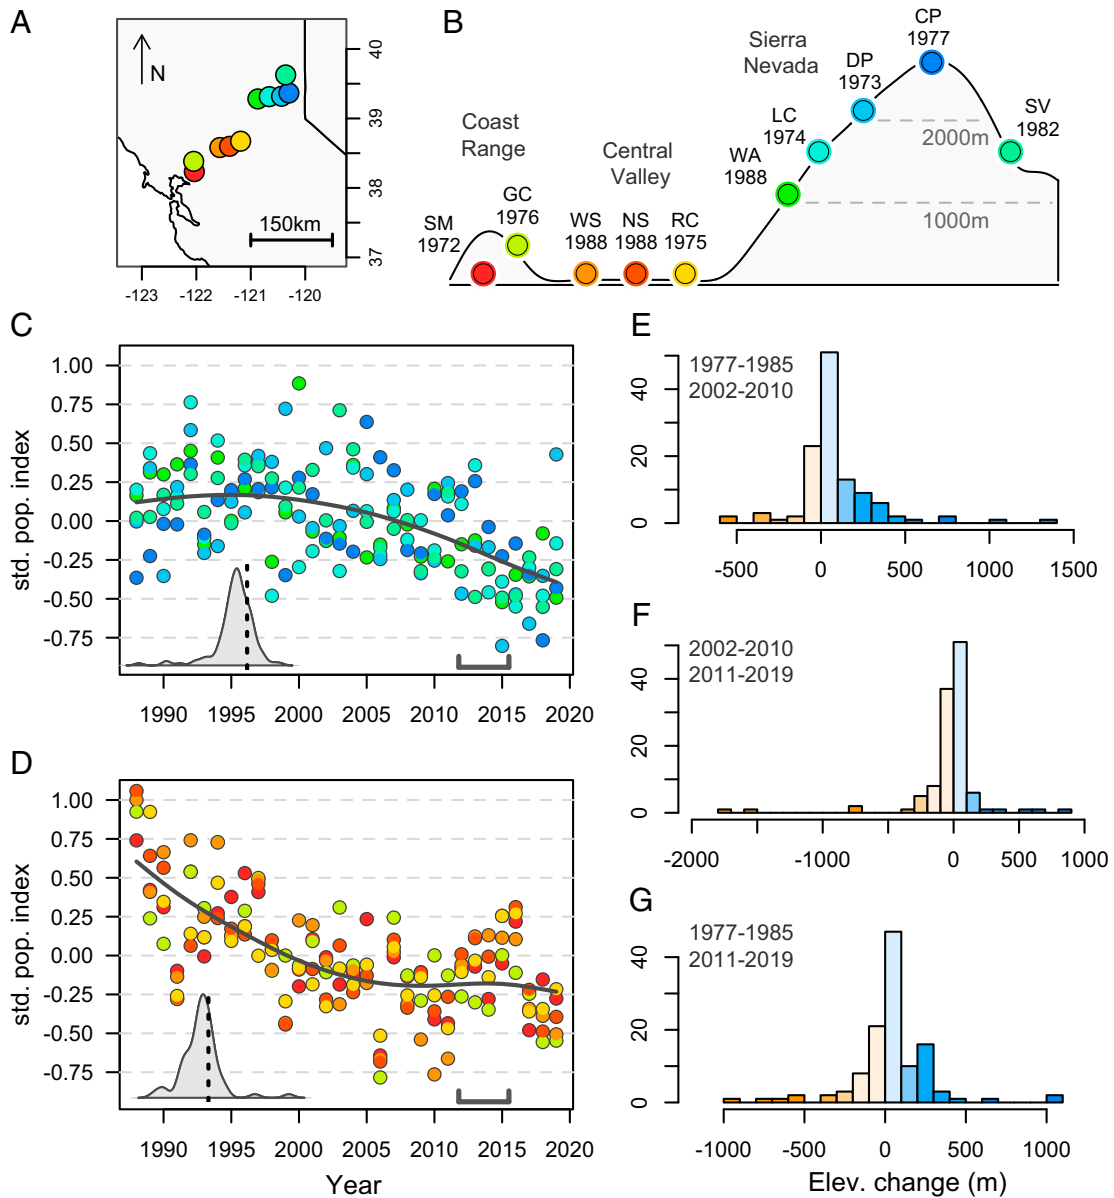 A
N
40
39
38
37
150km
-123
-122
-121
-120
B
Coast
Range
Central
Valley
Sierra
Nevada
SM
1972
GC
1976
WS
1988
NS
1988
RC
1975
WA
1988
LC
1974
DP
1973
CP
1977
SV
1982
2000m
1000m
C
std. pop. index
1.00
0.75
0.50
0.25
0.00
-0.25
-0.50
-0.75
1990
1995
2000
2005
2010
2015
2020
D
std. pop. index
1.00
0.75
0.50
0.25
0.00
-0.25
-0.50
-0.75
1990
1995
2000
2005
2010
2015
2020
Year
E
1977-1985
2002-2010
0
20
40
-500
0
500
1000
1500
F
2002-2010
2011-2019
0
20
40
-2000
-1000
0
500
1000
G
1977-1985
2011-2019
0
20
40
-1000
-500
0
500
1000
Elev. change (m)